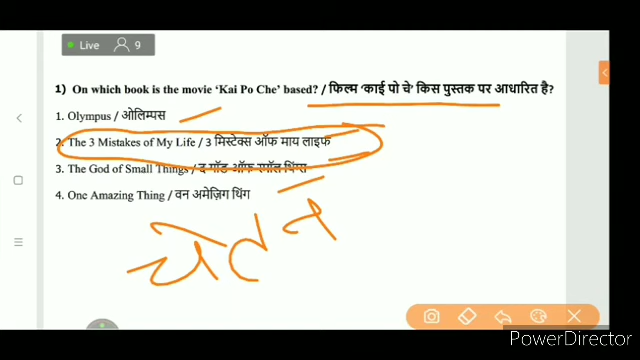 Live 9
1) On which book is the movie ‘Kai Po Che’ based? / फिल्म ‘काई पो चे’ किस पुस्तक पर आधारित है?
1. Olympus / ओलिम्पस
2. The 3 Mistakes of My Life / 3 मिस्टेक्स ऑफ माय लाइफ
3. The God of Small Things / द गॉड ऑफ स्मॉल थिंग्स
4. One Amazing Thing / वन अमेज़िग थिंग
चेतन
PowerDirector